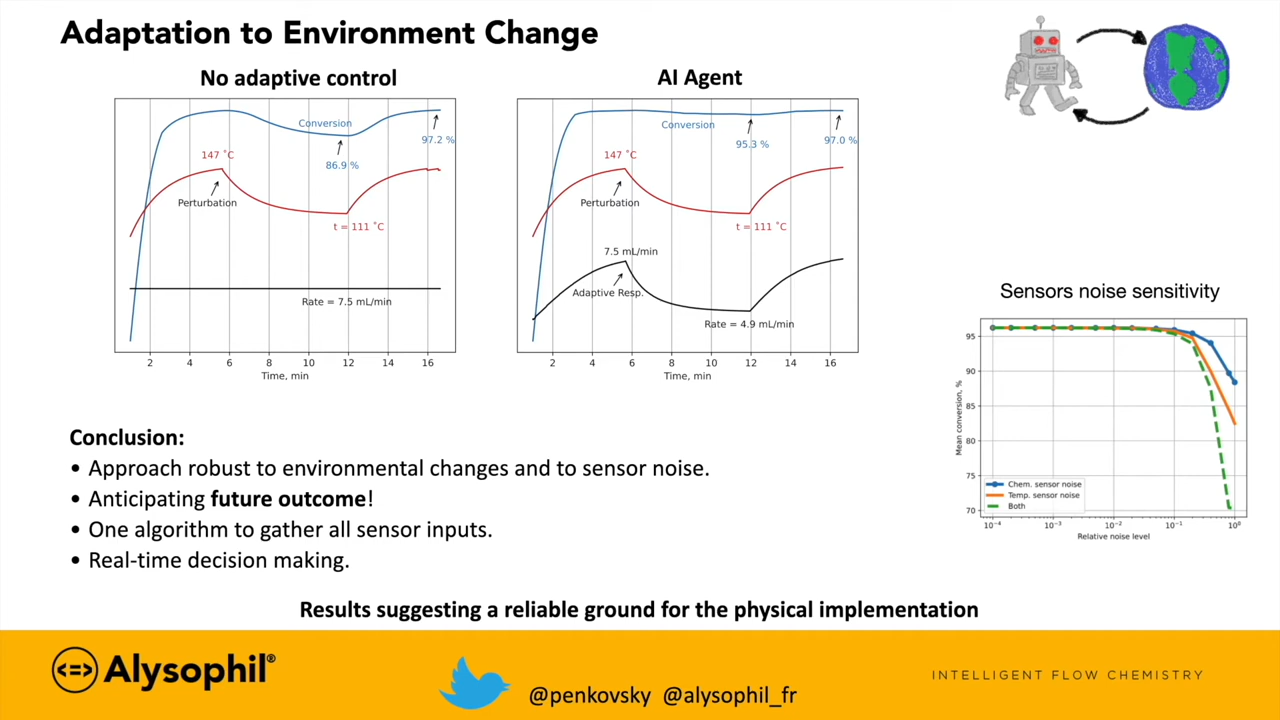 Adaptation to Environment Change
No adaptive control
Conversion
97.2 %
86.9 %
147 ˚C
Perturbation
t = 111 ˚C
Rate = 7.5 mL/min
2 4 6 8 10 12 14 16
Time, min
AI Agent
Conversion
95.3 %
97.0 %
147 ˚C
Perturbation
t = 111 ˚C
7.5 mL/min
Adaptive Resp.
Rate = 4.9 mL/min
2 4 6 8 10 12 14 16
Time, min
Sensors noise sensitivity
Mean conversion, %
95
90
85
80
75
70
Chem. sensor noise
Temp. sensor noise
Both
10⁻⁴ 10⁻³ 10⁻² 10⁻¹ 10⁰
Relative noise level
Conclusion:
• Approach robust to environmental changes and to sensor noise.
• Anticipating future outcome!
• One algorithm to gather all sensor inputs.
• Real-time decision making.
Results suggesting a reliable ground for the physical implementation
<=> Alysophil®
@penkovsky @alysophil_fr
INTELLIGENT FLOW CHEMISTRY